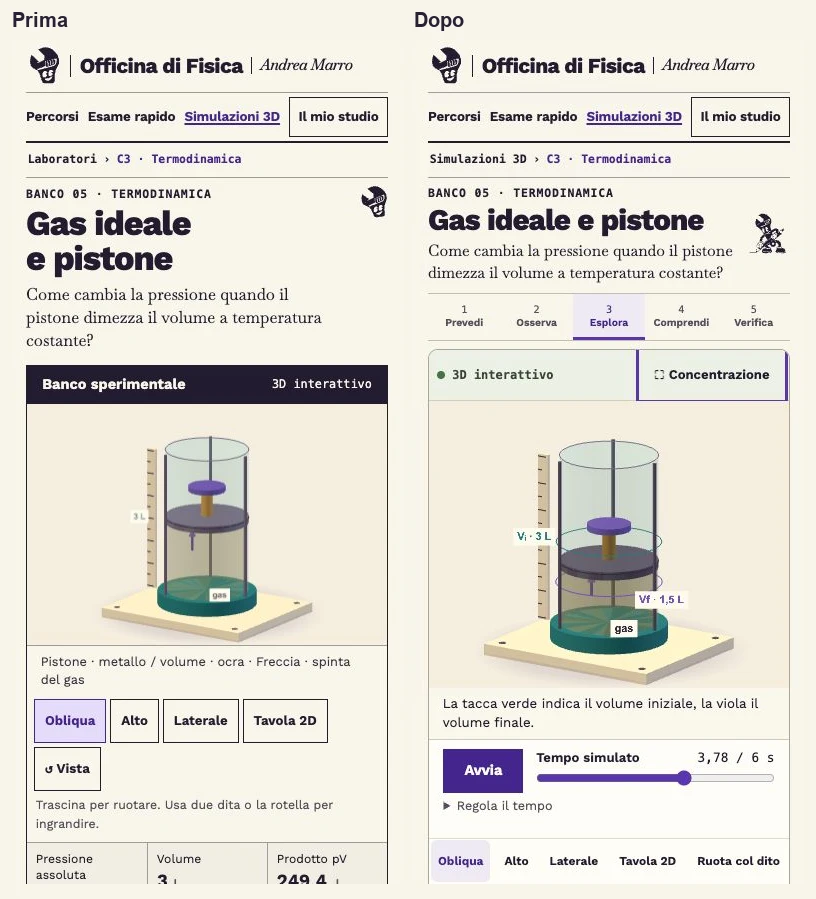 Prima
Officina di Fisica | Andrea Marro
Percorsi Esame rapido Simulazioni 3D Il mio studio
Laboratori › C3 · Termodinamica
BANCO 05 · TERMODINAMICA
Gas ideale
e pistone
Come cambia la pressione quando il
pistone dimezza il volume a temperatura
costante?
Banco sperimentale 3D interattivo
3 L
gas
Pistone · metallo / volume · ocra · Freccia · spinta
del gas
Obliqua Alto Laterale Tavola 2D
↺ Vista
Trascina per ruotare. Usa due dita o la rotella per
ingrandire.
Pressione
assoluta
Volume
3
Prodotto pV
249,4
Dopo
Officina di Fisica | Andrea Marro
Percorsi Esame rapido Simulazioni 3D Il mio studio
Simulazioni 3D › C3 · Termodinamica
BANCO 05 · TERMODINAMICA
Gas ideale e pistone
Come cambia la pressione quando il pistone
dimezza il volume a temperatura costante?
1 Prevedi
2 Osserva
3 Esplora
4 Comprendi
5 Verifica
3D interattivo
Concentrazione
Vᵢ · 3 L
Vf · 1,5 L
gas
La tacca verde indica il volume iniziale, la viola il
volume finale.
Avvia
Tempo simulato 3,78 / 6 s
▶ Regola il tempo
Obliqua Alto Laterale Tavola 2D Ruota col dito